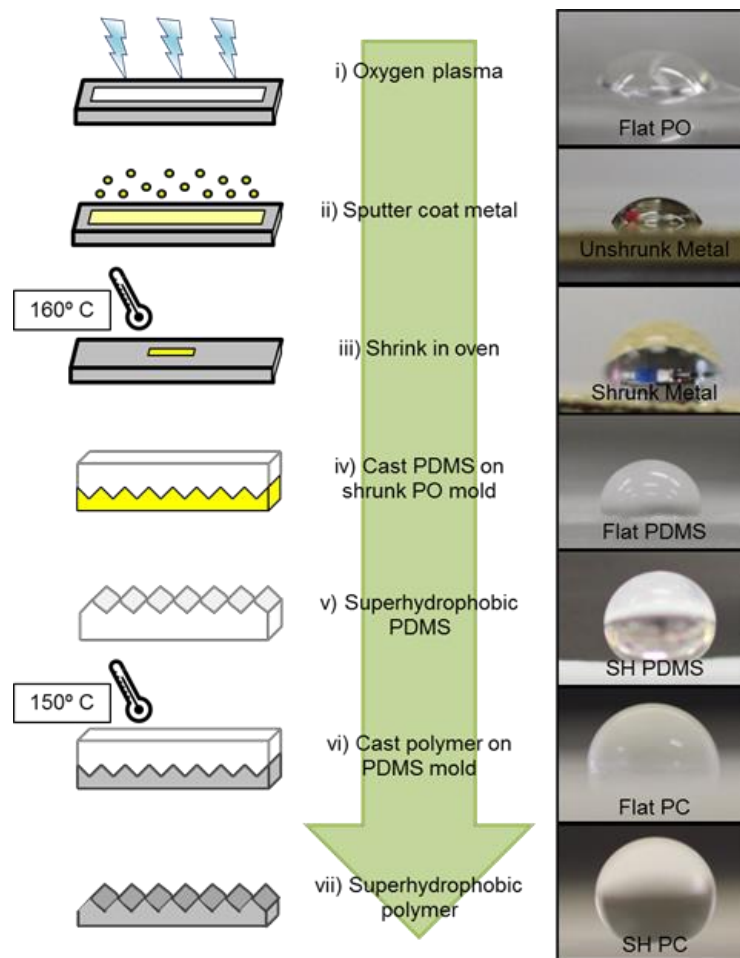 i) Oxygen plasma
Flat PO
ii) Sputter coat metal
Unshrunk Metal
160º C
iii) Shrink in oven
Shrunk Metal
iv) Cast PDMS on
shrunk PO mold
Flat PDMS
v) Superhydrophobic
PDMS
SH PDMS
150º C
vi) Cast polymer on
PDMS mold
Flat PC
vii) Superhydrophobic
polymer
SH PC